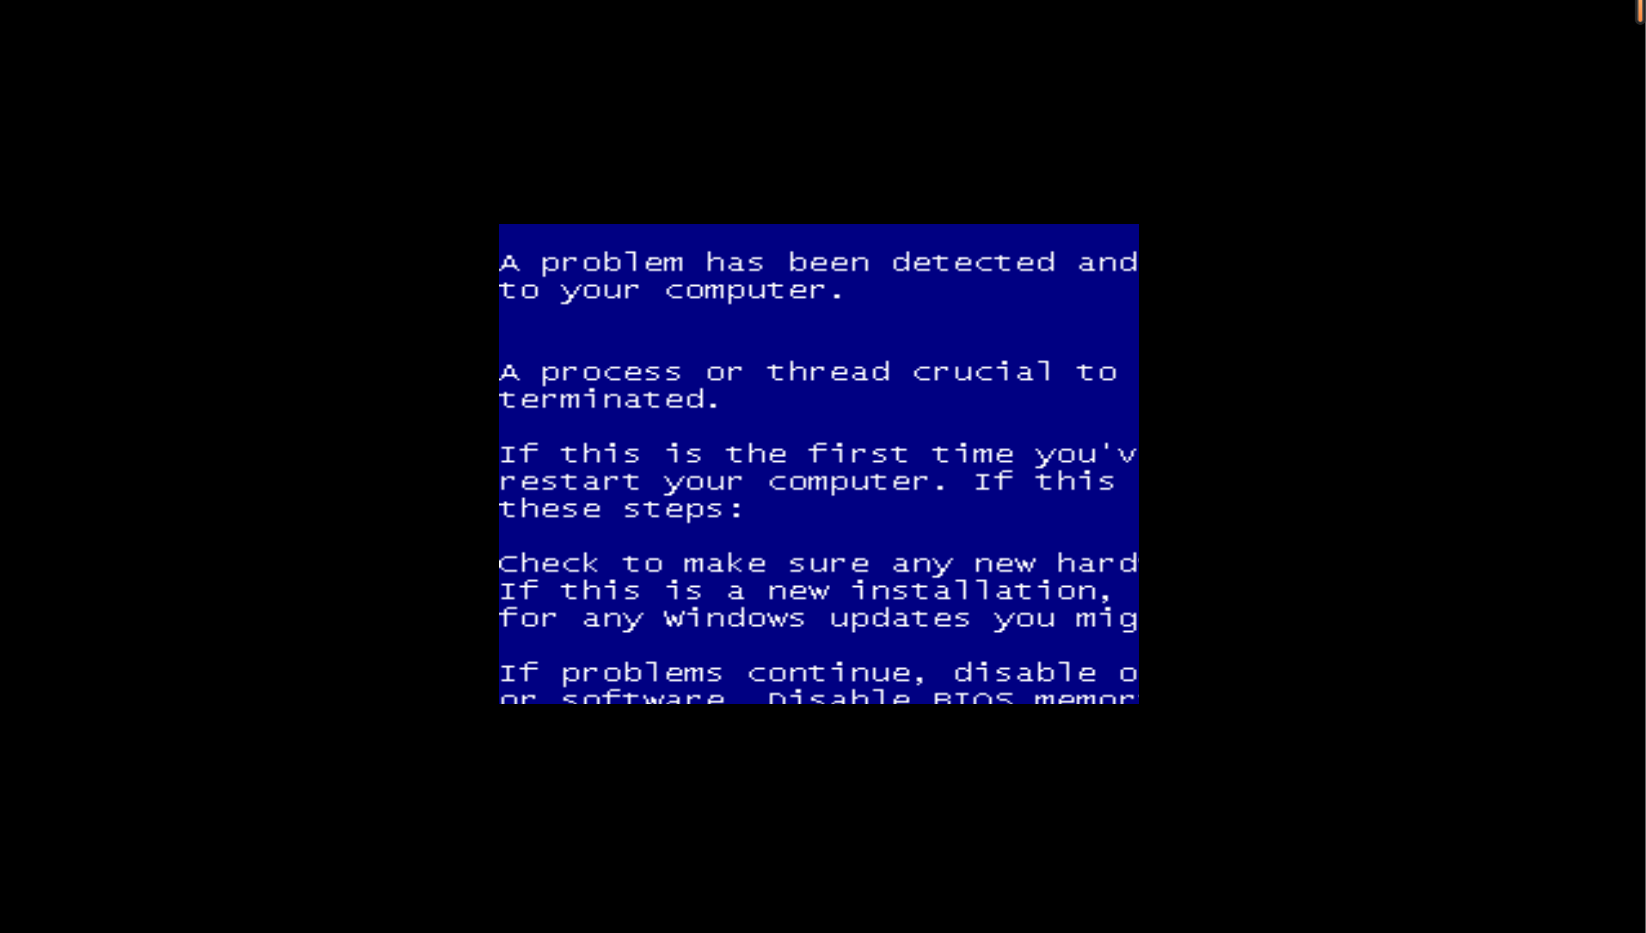 A problem has been detected and
to your computer.
A process or thread crucial to
terminated.
If this is the first time you'v
restart your computer. If this
these steps:
Check to make sure any new hard
If this is a new installation,
for any Windows updates you mig
If problems continue, disable o
or software. Disable BIOS memor